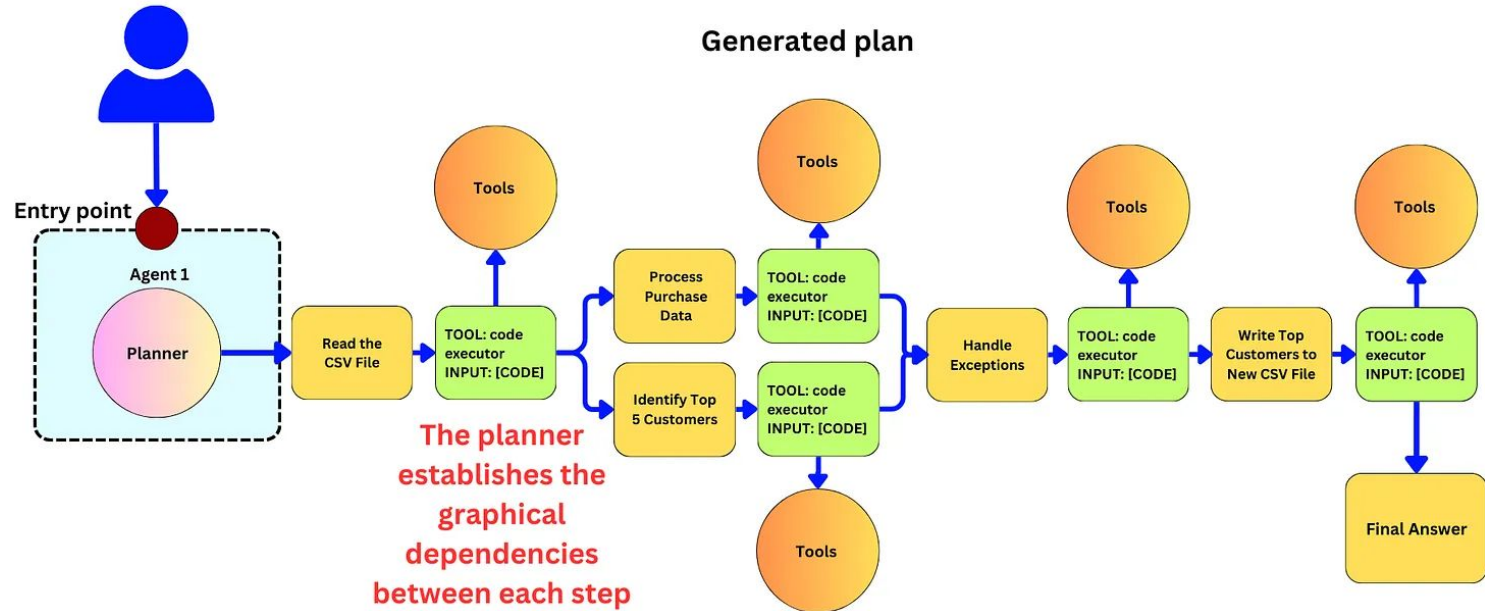 Generated plan
Entry point
Agent 1
Planner
Read the
CSV File
TOOL: code
executor
INPUT: [CODE]
Tools
Process
Purchase
Data
TOOL: code
executor
INPUT: [CODE]
Tools
Identify Top
5 Customers
TOOL: code
executor
INPUT: [CODE]
Tools
Handle
Exceptions
TOOL: code
executor
INPUT: [CODE]
Tools
Write Top
Customers to
New CSV File
TOOL: code
executor
INPUT: [CODE]
Tools
Final Answer
The planner
establishes the
graphical
dependencies
between each step